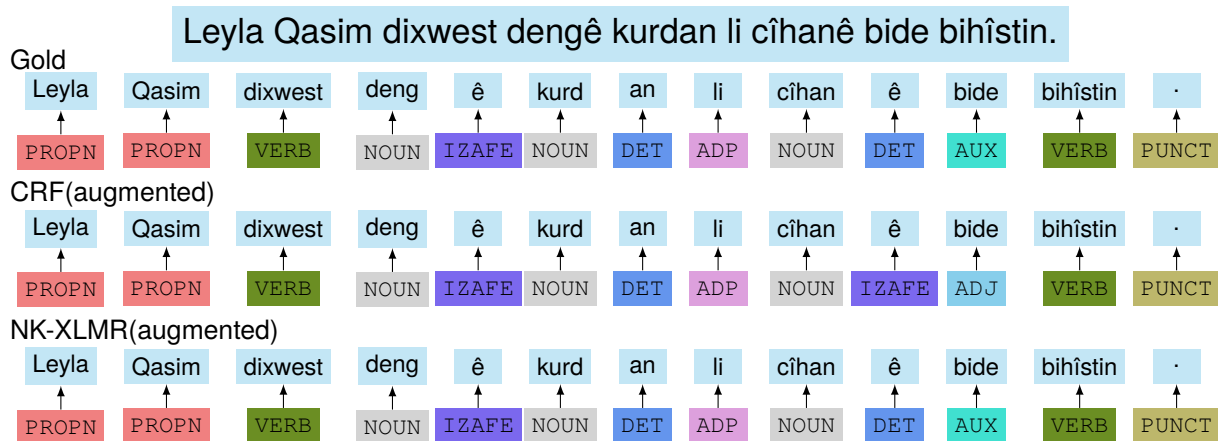 Leyla Qasim dixwest dengê kurdan li cîhanê bide bihîstin.
Gold
Leyla Qasim dixwest deng ê kurd an li cîhan ê bide bihîstin .
PROPN PROPN VERB NOUN IZAFE NOUN DET ADP NOUN DET AUX VERB PUNCT
CRF(augmented)
Leyla Qasim dixwest deng ê kurd an li cîhan ê bide bihîstin .
PROPN PROPN VERB NOUN IZAFE NOUN DET ADP NOUN IZAFE ADJ VERB PUNCT
NK-XLMR(augmented)
Leyla Qasim dixwest deng ê kurd an li cîhan ê bide bihîstin .
PROPN PROPN VERB NOUN IZAFE NOUN DET ADP NOUN DET AUX VERB PUNCT